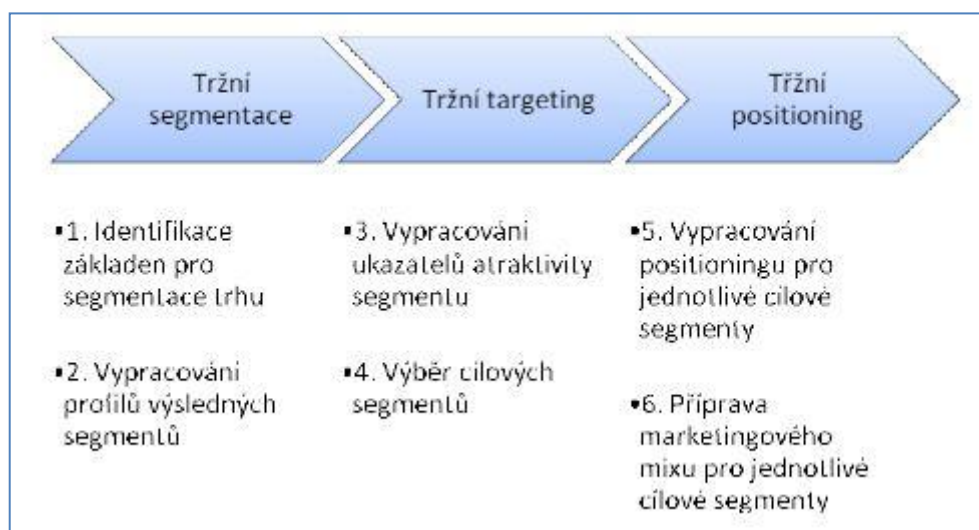 Tržní
segmentace
Tržní targeting
Třžní
positioning
▪1. Identifikace
základen pro
segmentace trhu
▪2. Vypracování
profilů výsledných
segmentů
▪3. Vypracování
ukazatelů atraktivity
segmentu
▪4. Výběr cílových
segmentů
▪5. Vypracování
positioningu pro
jednotlivé cílové
segmenty
▪6. Příprava
marketingového
mixu pro jednotlivé
cílové segmenty